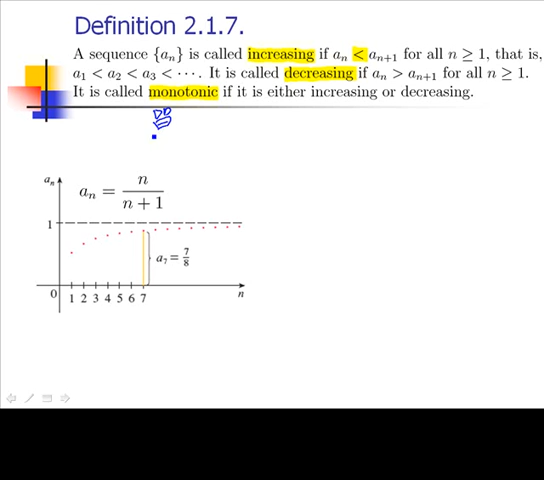 Definition 2.1.7.
A sequence {aₙ} is called increasing if aₙ < aₙ₊₁ for all n ≥ 1, that is,
a₁ < a₂ < a₃ < ⋯. It is called decreasing if aₙ > aₙ₊₁ for all n ≥ 1.
It is called monotonic if it is either increasing or decreasing.
aₙ
aₙ = n/(n + 1)
1
a₇ = 7/8
0 1 2 3 4 5 6 7 n